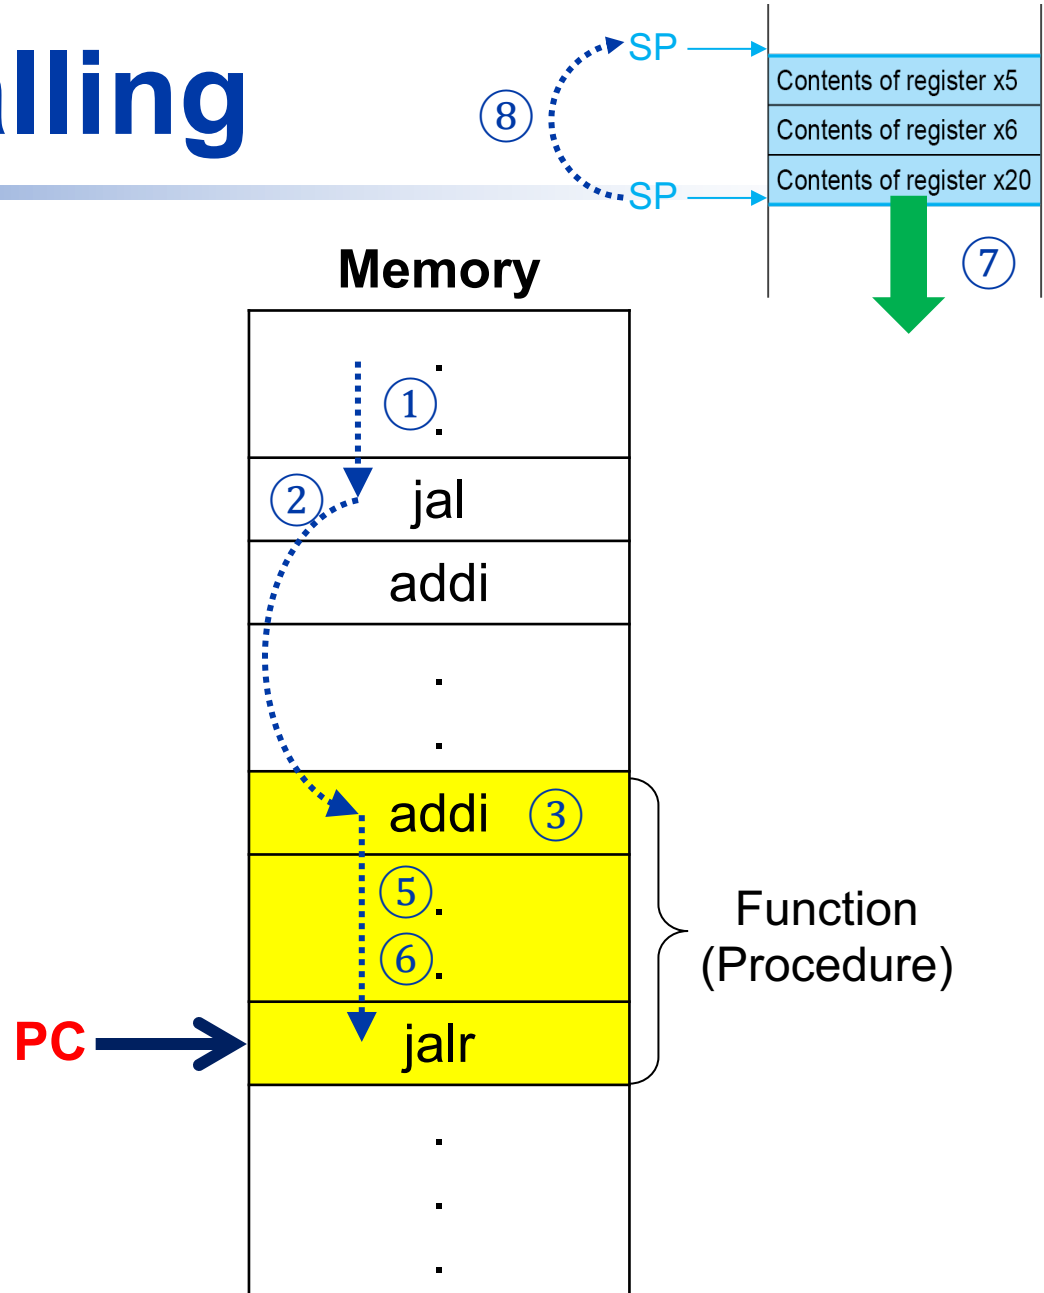 alling
SP
Contents of register x5
⑧
Contents of register x6
SP
Contents of register x20
⑦
Memory
.
①
.
②
jal
addi
.
.
addi ③
⑤ .
⑥ .
Function
(Procedure)
PC
jalr
.
.
.